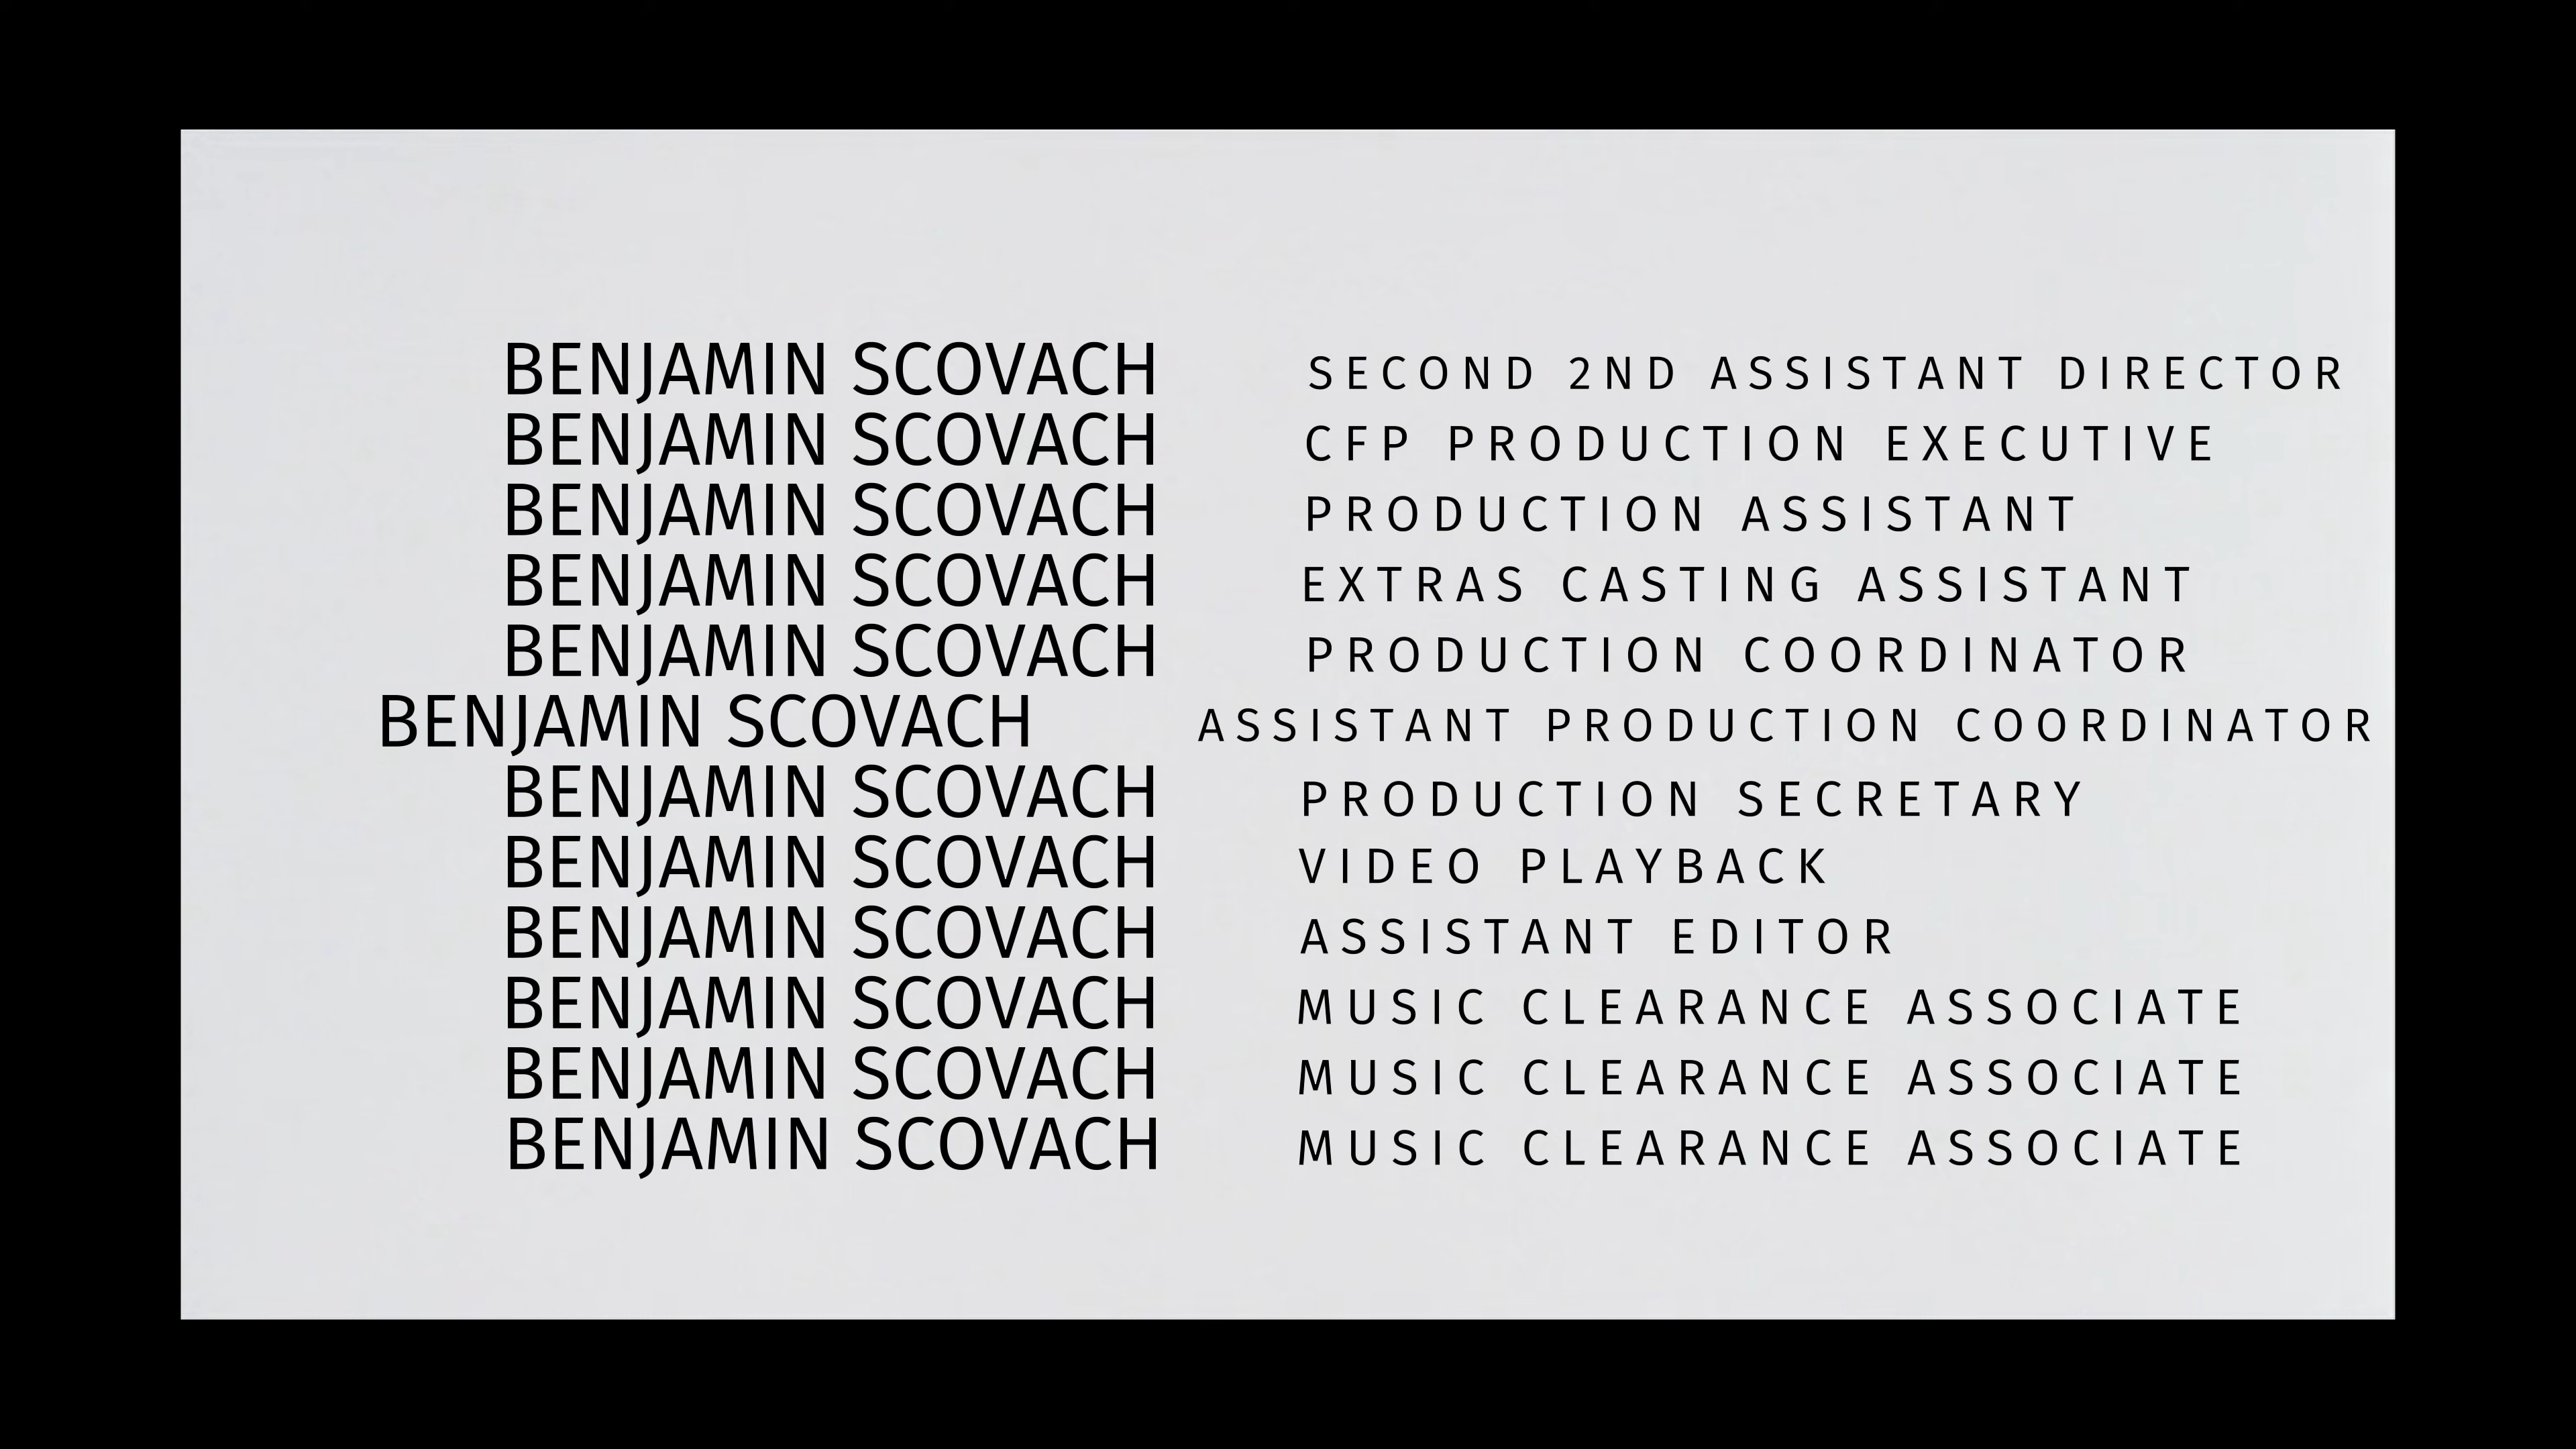 BENJAMIN SCOVACH SECOND 2ND ASSISTANT DIRECTOR
BENJAMIN SCOVACH CFP PRODUCTION EXECUTIVE
BENJAMIN SCOVACH PRODUCTION ASSISTANT
BENJAMIN SCOVACH EXTRAS CASTING ASSISTANT
BENJAMIN SCOVACH PRODUCTION COORDINATOR
BENJAMIN SCOVACH ASSISTANT PRODUCTION COORDINATOR
BENJAMIN SCOVACH PRODUCTION SECRETARY
BENJAMIN SCOVACH VIDEO PLAYBACK
BENJAMIN SCOVACH ASSISTANT EDITOR
BENJAMIN SCOVACH MUSIC CLEARANCE ASSOCIATE
BENJAMIN SCOVACH MUSIC CLEARANCE ASSOCIATE
BENJAMIN SCOVACH MUSIC CLEARANCE ASSOCIATE